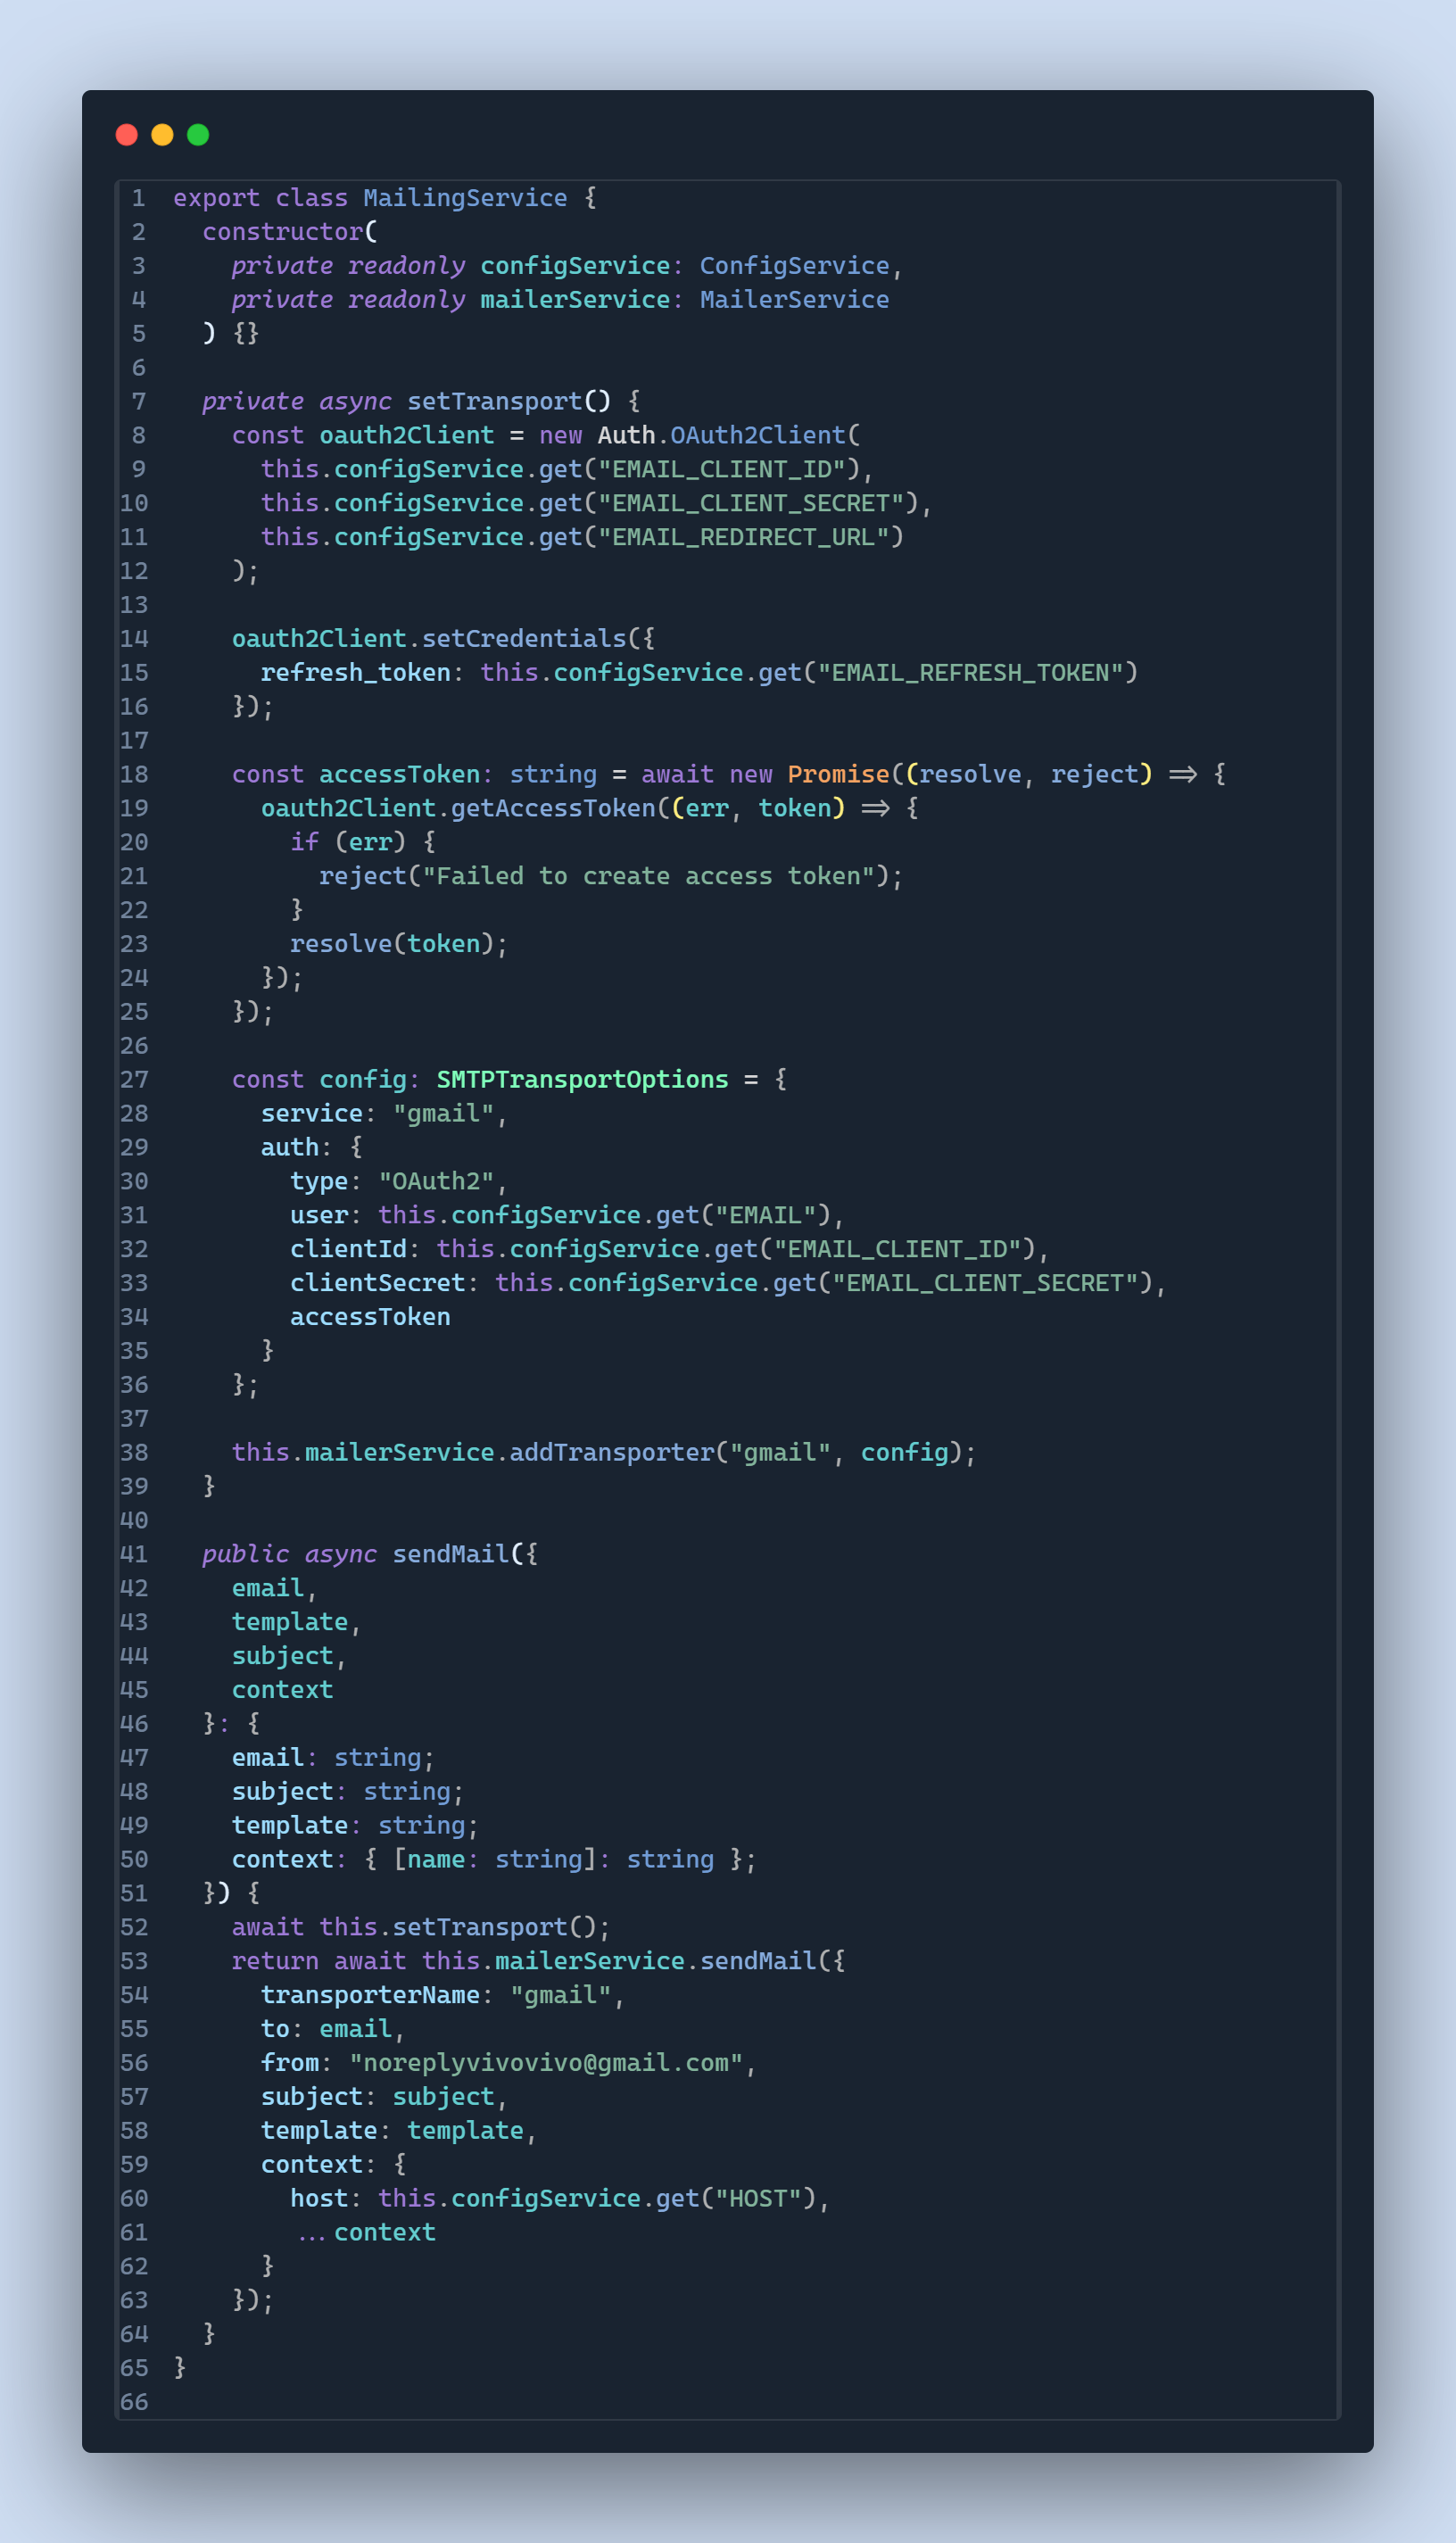 1 export class MailingService {
2   constructor(
3     private readonly configService: ConfigService,
4     private readonly mailerService: MailerService
5   ) {}
6
7   private async setTransport() {
8     const oauth2Client = new Auth.OAuth2Client(
9       this.configService.get("EMAIL_CLIENT_ID"),
10       this.configService.get("EMAIL_CLIENT_SECRET"),
11       this.configService.get("EMAIL_REDIRECT_URL")
12     );
13
14     oauth2Client.setCredentials({
15       refresh_token: this.configService.get("EMAIL_REFRESH_TOKEN")
16     });
17
18     const accessToken: string = await new Promise((resolve, reject) => {
19       oauth2Client.getAccessToken((err, token) => {
20         if (err) {
21           reject("Failed to create access token");
22         }
23         resolve(token);
24       });
25     });
26
27     const config: SMTPTransportOptions = {
28       service: "gmail",
29       auth: {
30         type: "OAuth2",
31         user: this.configService.get("EMAIL"),
32         clientId: this.configService.get("EMAIL_CLIENT_ID"),
33         clientSecret: this.configService.get("EMAIL_CLIENT_SECRET"),
34         accessToken
35       }
36     };
37
38     this.mailerService.addTransporter("gmail", config);
39   }
40
41   public async sendMail({
42     email,
43     template,
44     subject,
45     context
46   }: {
47     email: string;
48     subject: string;
49     template: string;
50     context: { [name: string]: string };
51   }) {
52     await this.setTransport();
53     return await this.mailerService.sendMail({
54       transporterName: "gmail",
55       to: email,
56       from: "noreplyvivovivo@gmail.com",
57       subject: subject,
58       template: template,
59       context: {
60         host: this.configService.get("HOST"),
61         ...context
62       }
63     });
64   }
65 }
66